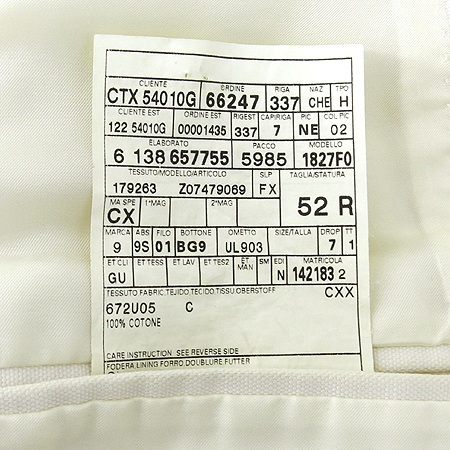 CLIENTE ORDINE RIGA NAZ TPO
CTX 54010G 66247 337 CHE H
CLIENTE EST ORDINE EST RIGEST CAPIRIGA PIC COL PIC
122 54010G 00001435 337 7 NE 02
ELABORATO PACCO MODELLO
6 138 657755 5985 1827F0
TESSUTO/MODELLO/ARTICOLO SLP TAGLIA/STATURA
179263 Z07479069 FX
MA SPE 1°MAG 2°MAG
CX 52 R
MARCA ABS FILO BOTTONE OMETTO SIZE/TALLA DROP TT
9 9S 01 BG9 UL903 7 1
ET CLI ET TESS ET LAV ET TES2 ET MAN SM EDI MATRICOLA
GU N 142183 2
TESSUTO,FABRIC,TEJIDO,TECIDO,TISSU,OBERSTOFF CXX
672U05 C
100% COTONE
CARE INSTRUCTION SEE REVERSE SIDE
FODERA LINING FORRO DOUBLURE FUTTER